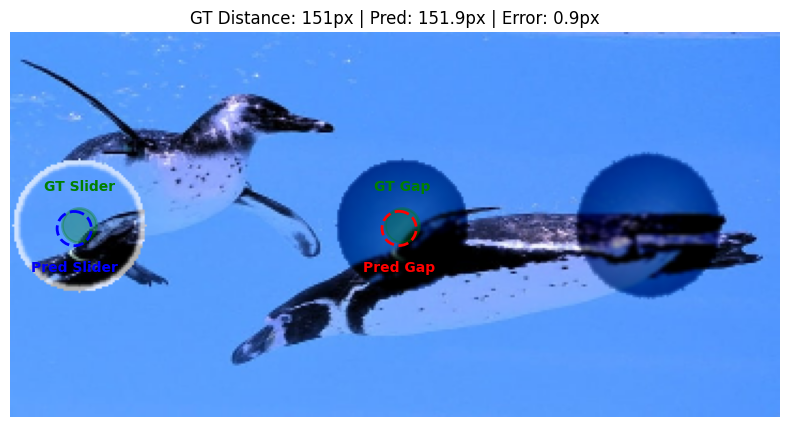 GT Distance: 151px | Pred: 151.9px | Error: 0.9px
GT Slider
GT Gap
Pred Slider
Pred Gap